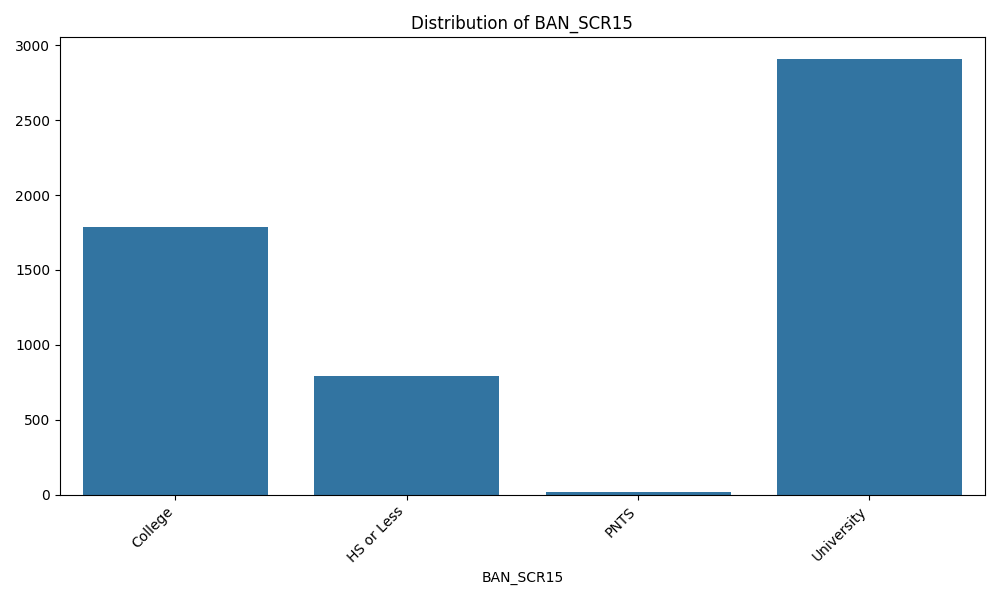 Distribution of BAN_SCR15
3000
2500
2000
1500
1000
500
0
College
HS or Less
PNTS
University
BAN_SCR15